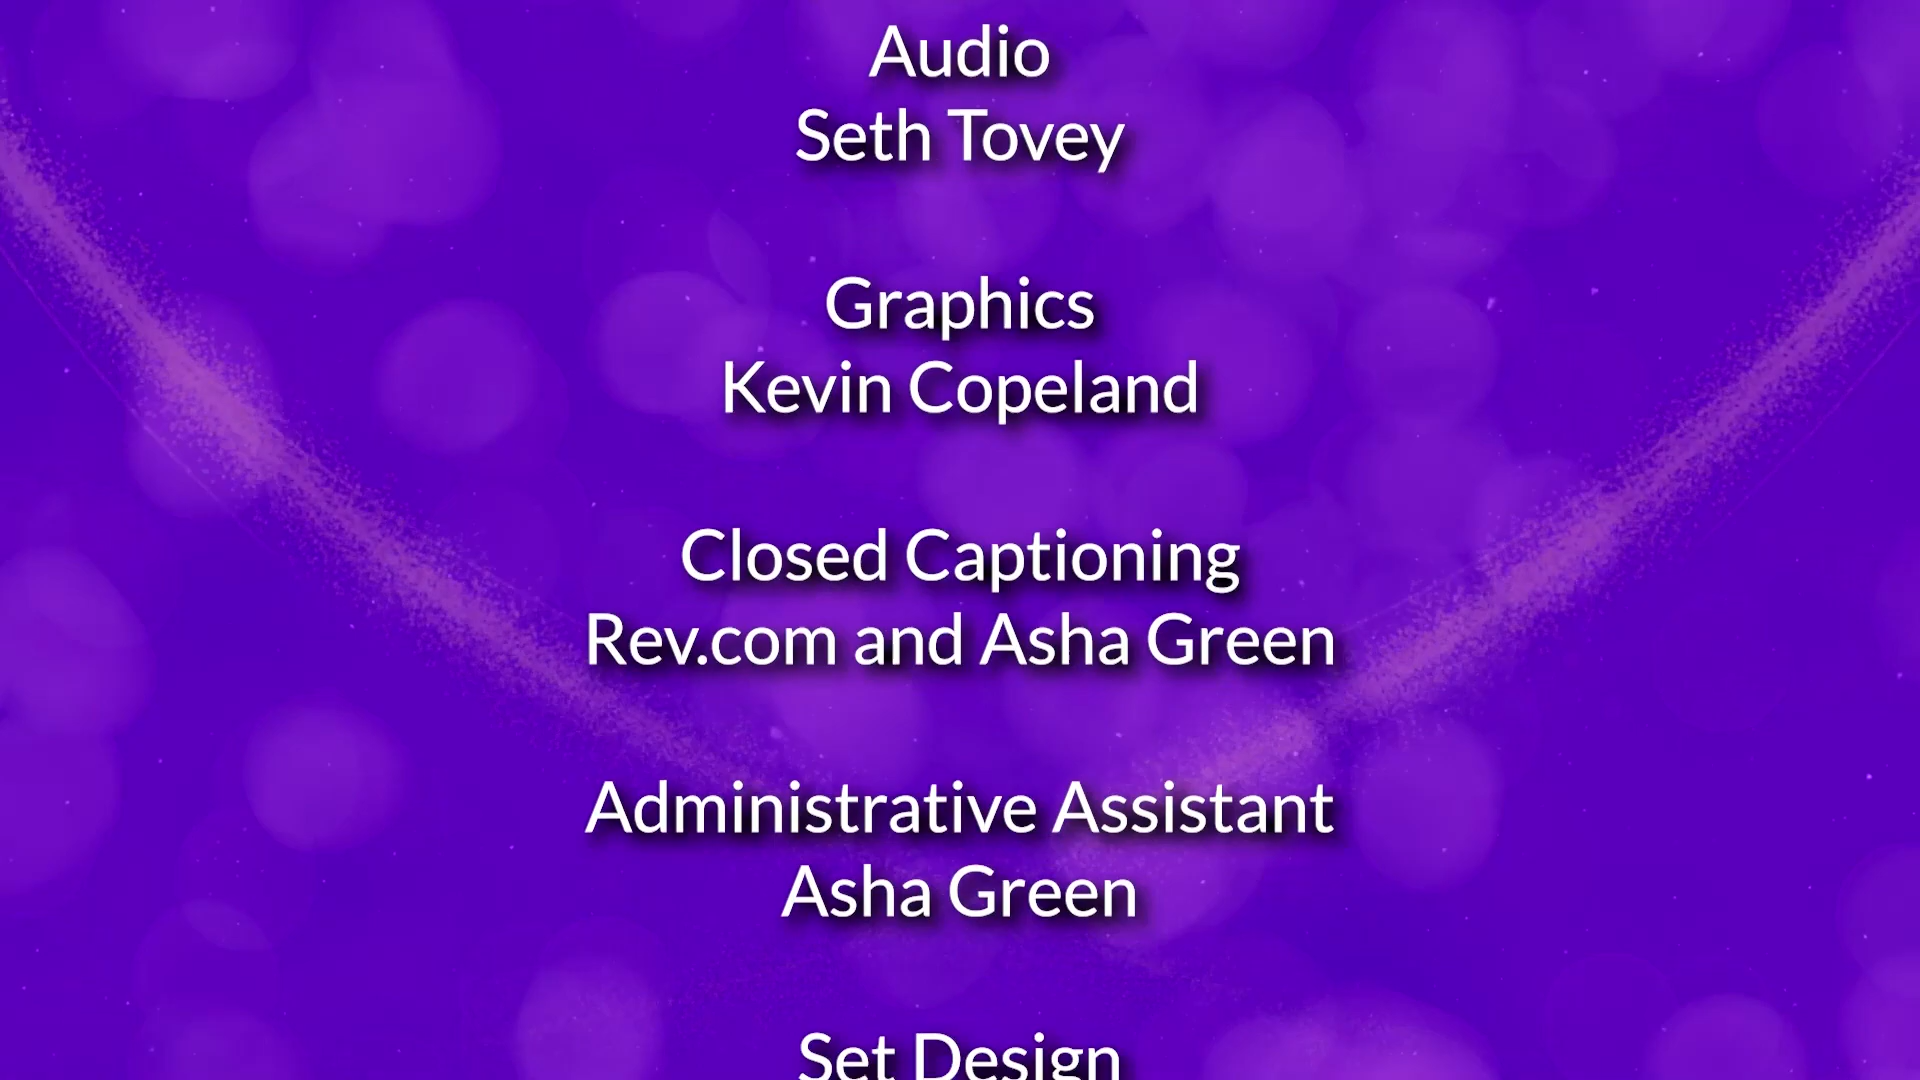 Audio
Seth Tovey
Graphics
Kevin Copeland
Closed Captioning
Rev.com and Asha Green
Administrative Assistant
Asha Green
Set Design